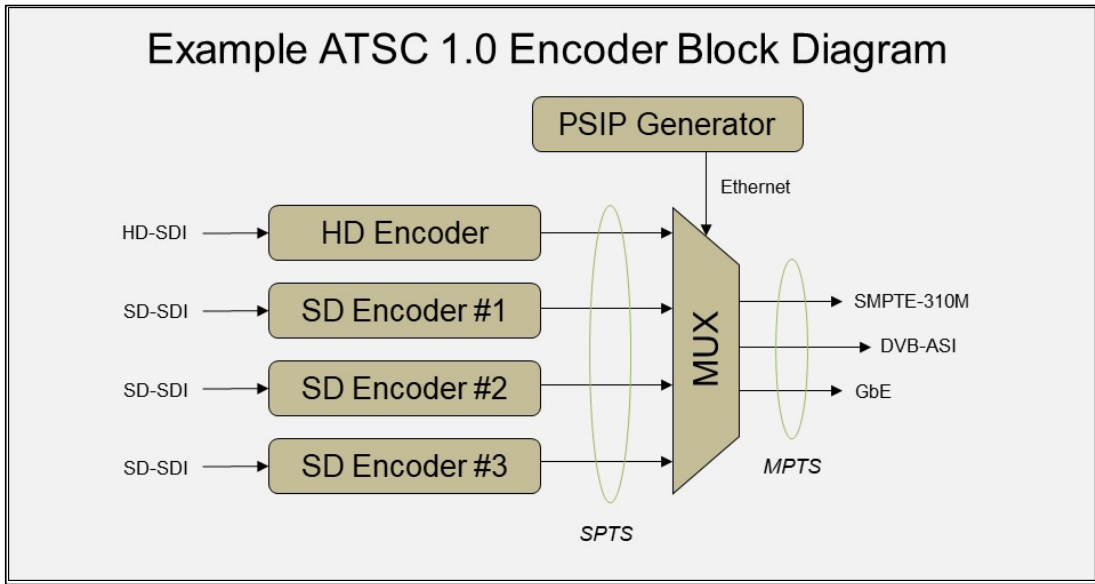 Example ATSC 1.0 Encoder Block Diagram
PSIP Generator
Ethernet
HD-SDI
HD Encoder
SD-SDI
SD Encoder #1
SD-SDI
SD Encoder #2
SD-SDI
SD Encoder #3
MUX
SMPTE-310M
DVB-ASI
GbE
MPTS
SPTS